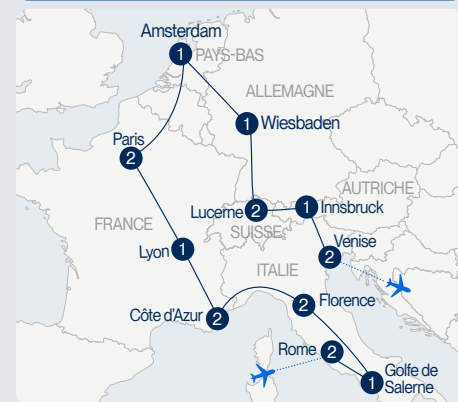 Amsterdam
1
PAYS-BAS
ALLEMAGNE
1 Wiesbaden
Paris
2
AUTRICHE
Lucerne 2
1 Innsbruck
FRANCE
SUISSE
Venise
2
Lyon 1
ITALIE
Côte d'Azur 2
2 Florence
Rome 2
1 Golfe de
Salerne